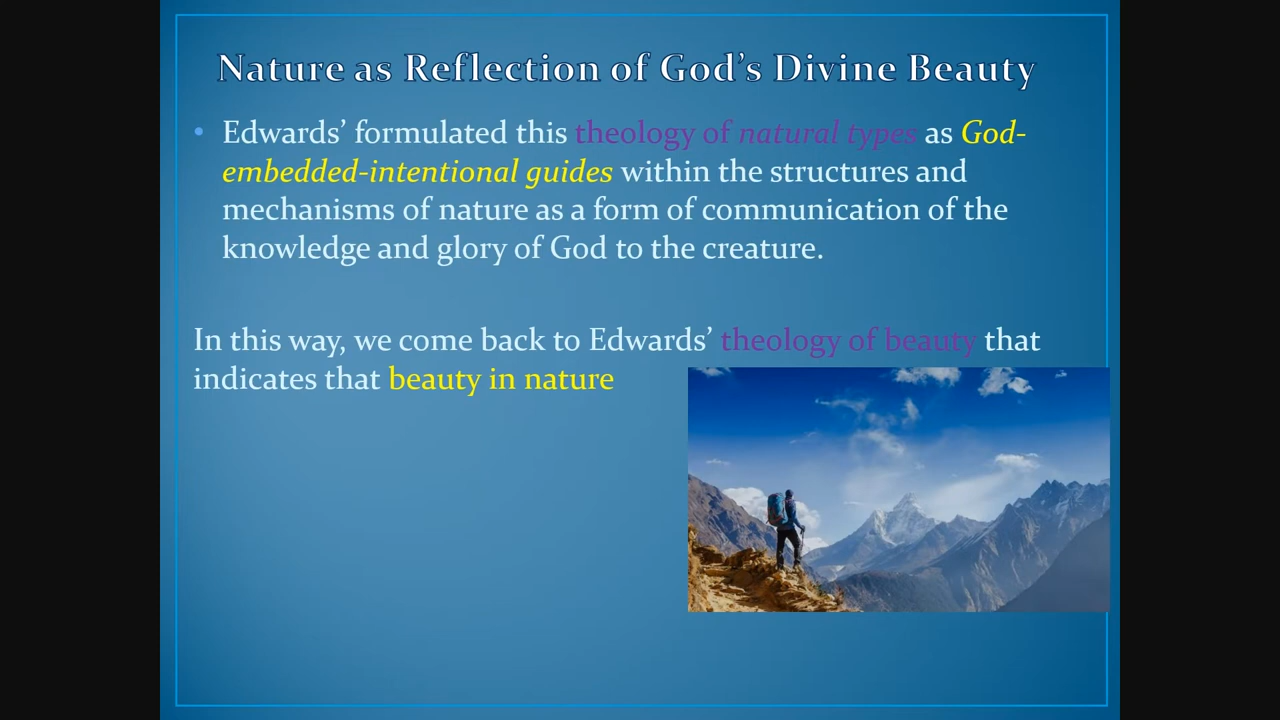 Nature as Reflection of God’s Divine Beauty
• Edwards’ formulated this theology of natural types as God-
embedded-intentional guides within the structures and
mechanisms of nature as a form of communication of the
knowledge and glory of God to the creature.
In this way, we come back to Edwards’ theology of beauty that
indicates that beauty in nature